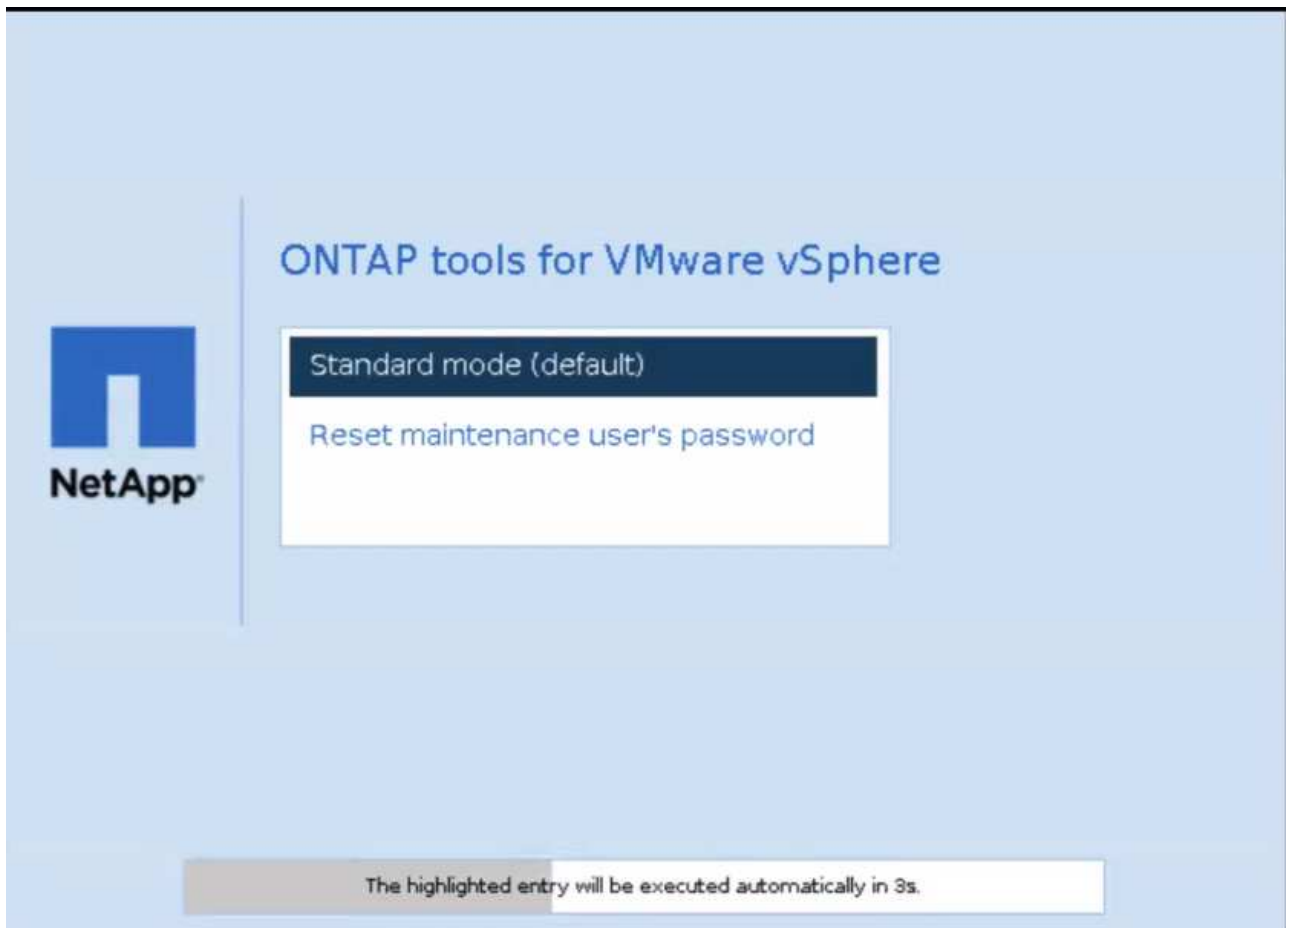 ONTAP tools for VMware vSphere
Standard mode (default)
Reset maintenance user's password
NetApp
The highlighted entry will be executed automatically in 3s.